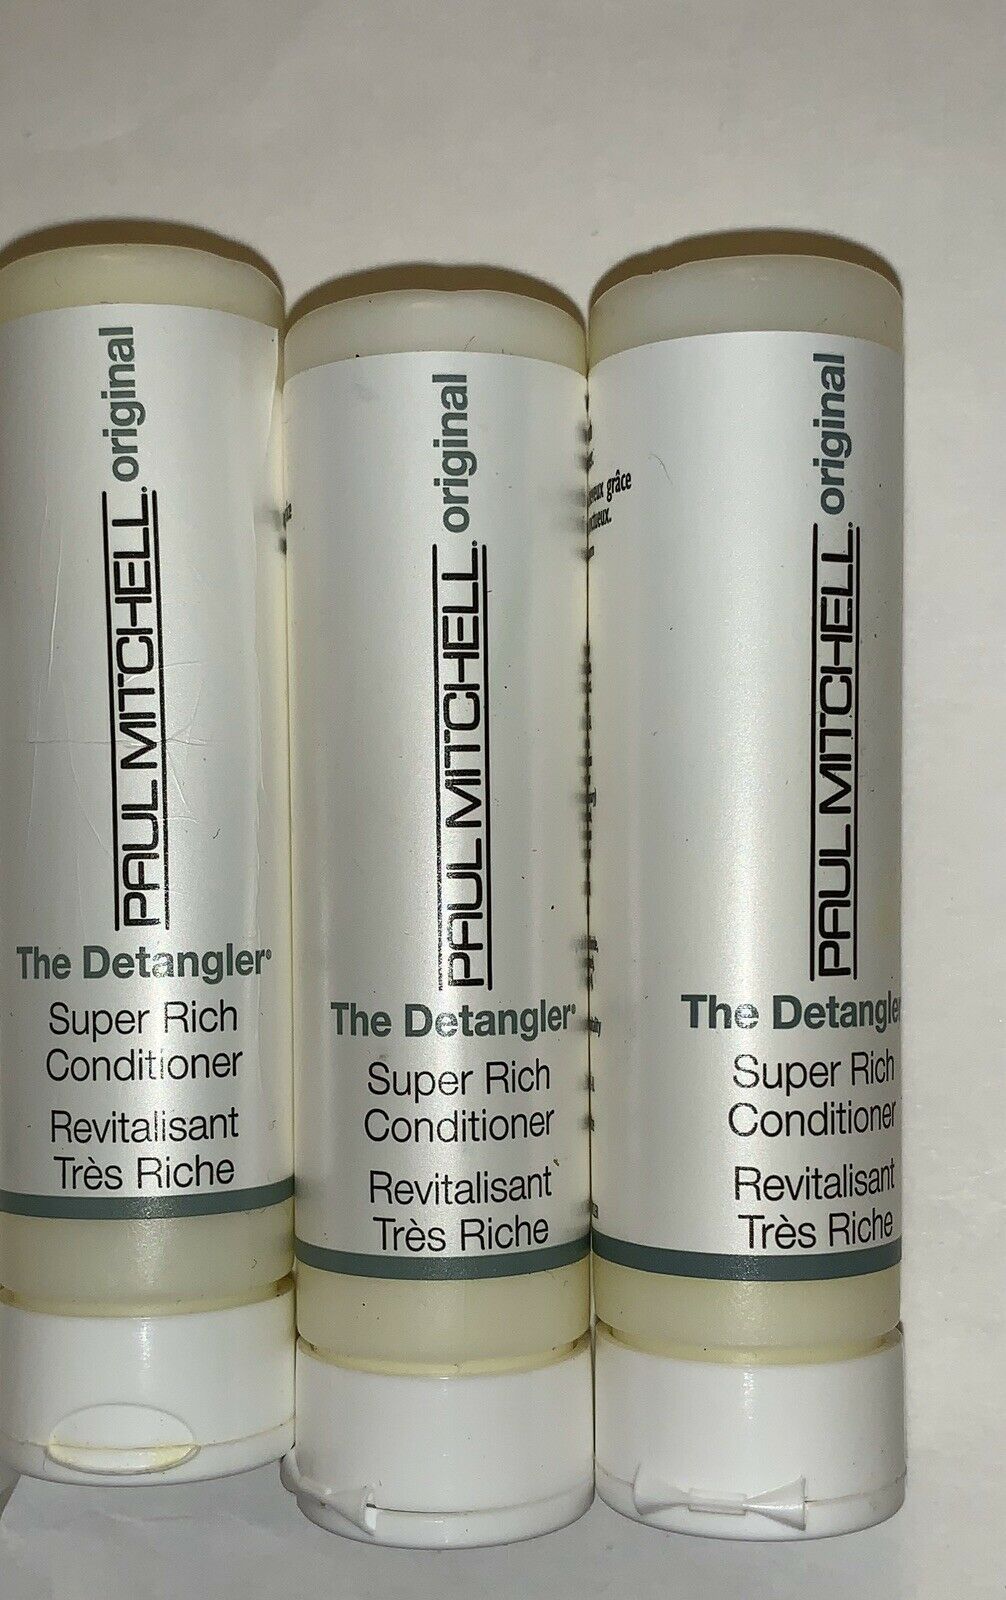 PAUL MITCHELL® original
The Detangler®
Super Rich
Conditioner
Revitalisant
Très Riche
PAUL MITCHELL® original
The Detangler®
Super Rich
Conditioner
Revitalisant
Très Riche
grâce
PAUL MITCHELL® original
The Detangler
Super Rich
Conditioner
Revitalisant
Très Riche